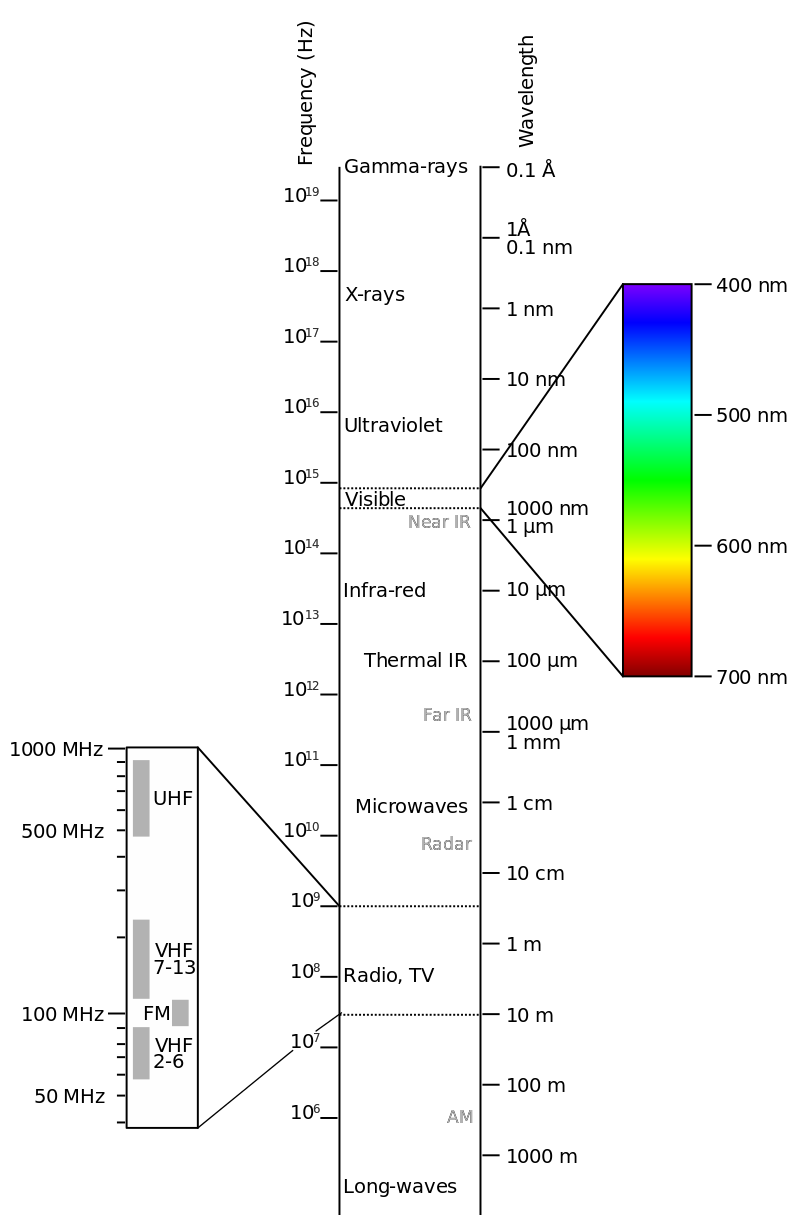 Frequency (Hz)
Wavelength
Gamma-rays
0.1 Å
10¹⁹
1Å
0.1 nm
10¹⁸
X-rays
1 nm
10¹⁷
10 nm
10¹⁶
Ultraviolet
100 nm
10¹⁵
Visible
1000 nm
Near IR
1 µm
10¹⁴
Infra-red
10 µm
10¹³
Thermal IR
100 µm
10¹²
Far IR
1000 µm
1 mm
10¹¹
Microwaves
1 cm
10¹⁰
Radar
10 cm
10⁹
1 m
10⁸
Radio, TV
10 m
10⁷
100 m
10⁶
AM
1000 m
Long-waves
400 nm
500 nm
600 nm
700 nm
1000 MHz
UHF
500 MHz
VHF
7-13
100 MHz
FM
VHF
2-6
50 MHz